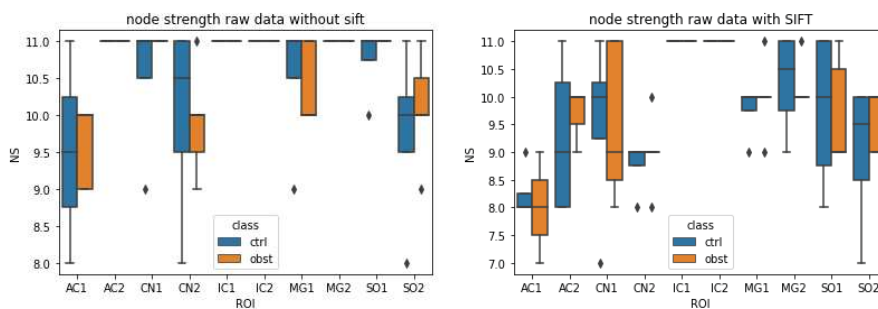 node strength raw data without sift
NS
11.0
10.5
10.0
9.5
9.0
8.5
8.0
class
ctrl
obst
AC1 AC2 CN1 CN2 IC1 IC2 MG1 MG2 SO1 SO2
ROI
node strength raw data with SIFT
NS
11.0
10.5
10.0
9.5
9.0
8.5
8.0
7.5
7.0
class
ctrl
obst
AC1 AC2 CN1 CN2 IC1 IC2 MG1 MG2 SO1 SO2
ROI